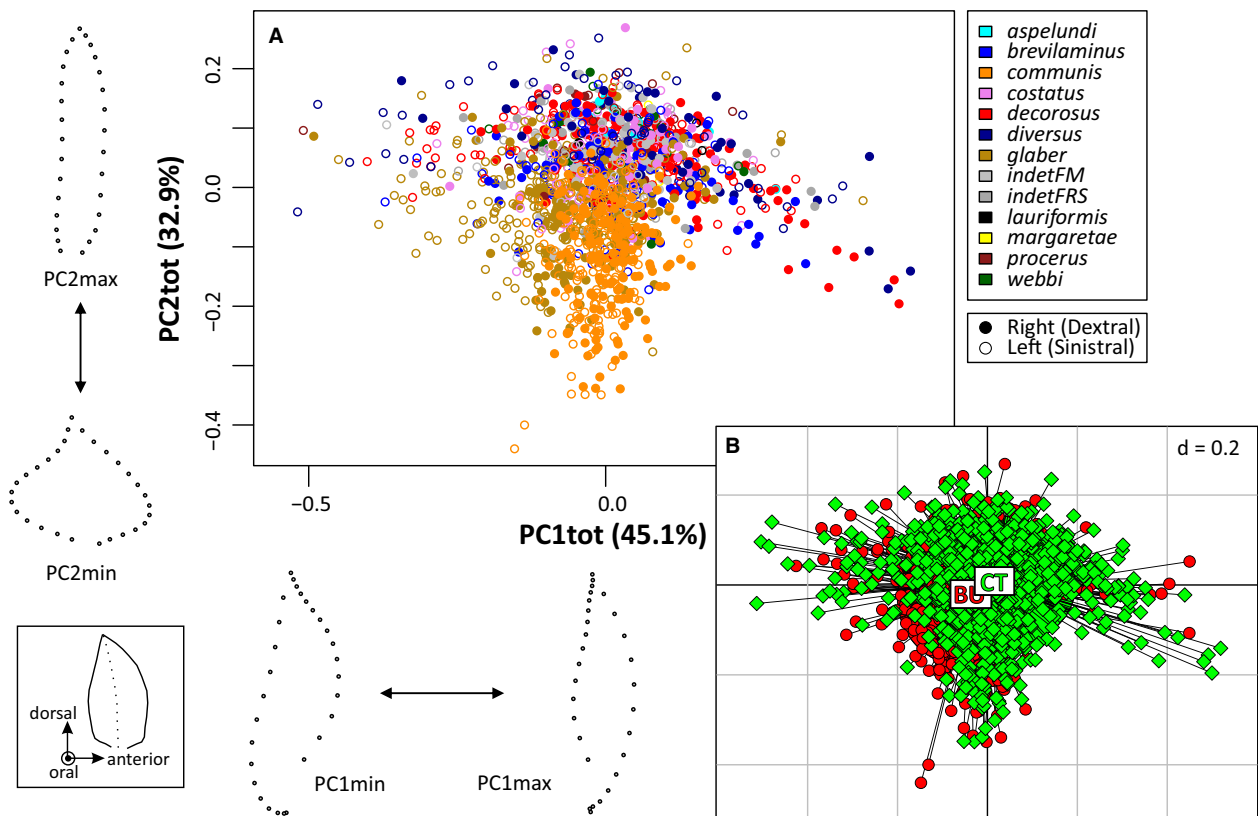 A
0.2
0.0
−0.2
−0.4
PC2tot (32.9%)
−0.5
0.0
PC1tot (45.1%)
PC2max
PC2min
aspelundi
brevilaminus
communis
costatus
decorosus
diversus
glaber
indetFM
indetFRS
lauriformis
margaretae
procerus
webbi
Right (Dextral)
Left (Sinistral)
B
d = 0.2
BU
CT
dorsal
anterior
oral
PC1min
PC1max